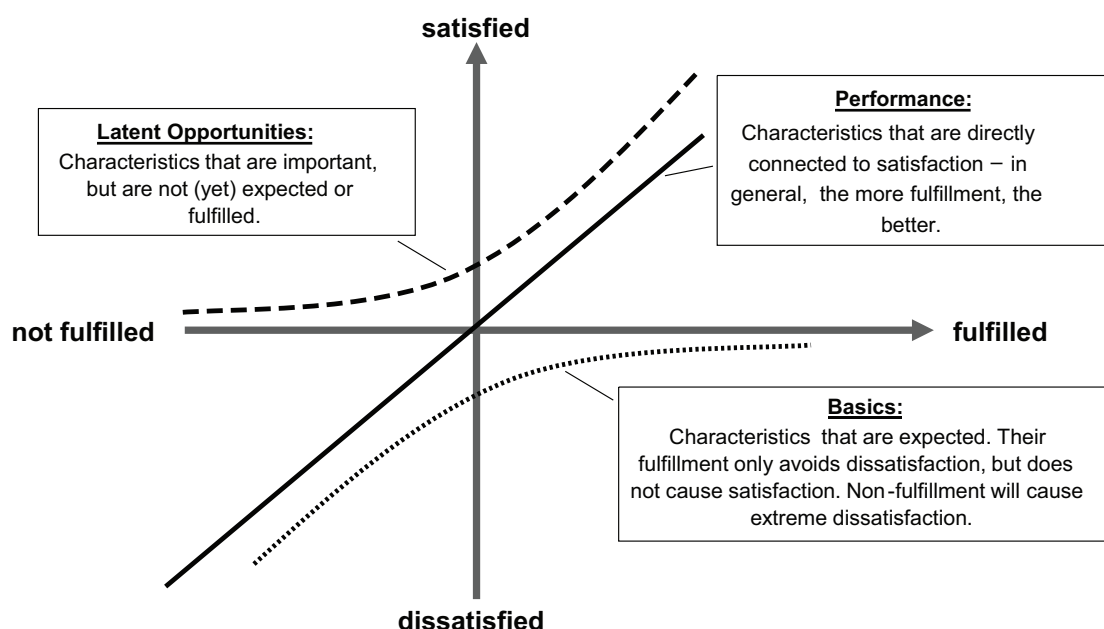 satisfied
Latent Opportunities:
Characteristics that are important,
but are not (yet) expected or
fulfilled.
Performance:
Characteristics that are directly
connected to satisfaction – in
general, the more fulfillment, the
better.
not fulfilled
fulfilled
Basics:
Characteristics that are expected. Their
fulfillment only avoids dissatisfaction, but does
not cause satisfaction. Non-fulfillment will cause
extreme dissatisfaction.
dissatisfied